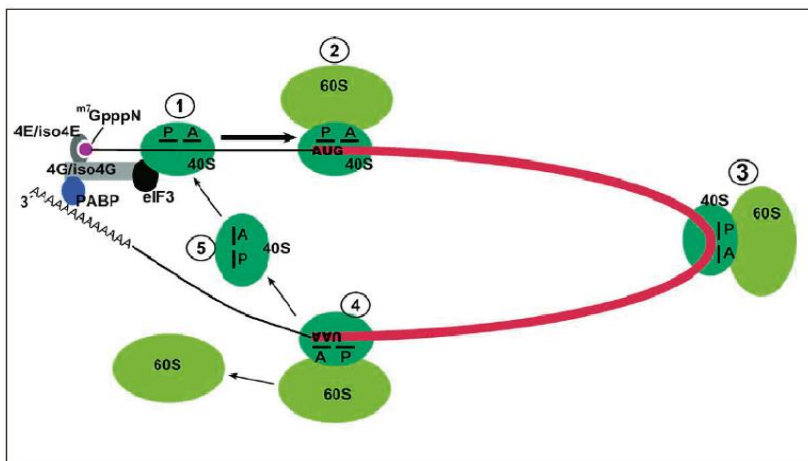 2
60S
1
m7GpppN
4E/iso4E
P A
40S
P A
AUG
40S
4G/iso4G
eIF3
PABP
3'
3
40S
60S
P
A
5
A
P
40S
4
UAA
A P
60S
60S